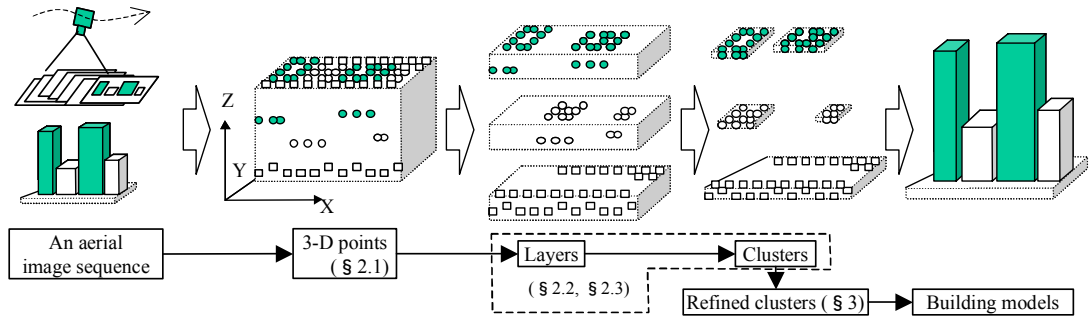 Z
Y
X
An aerial
image sequence
3-D points
(§2.1)
Layers
Clusters
(§2.2, §2.3)
Refined clusters (§3)
Building models